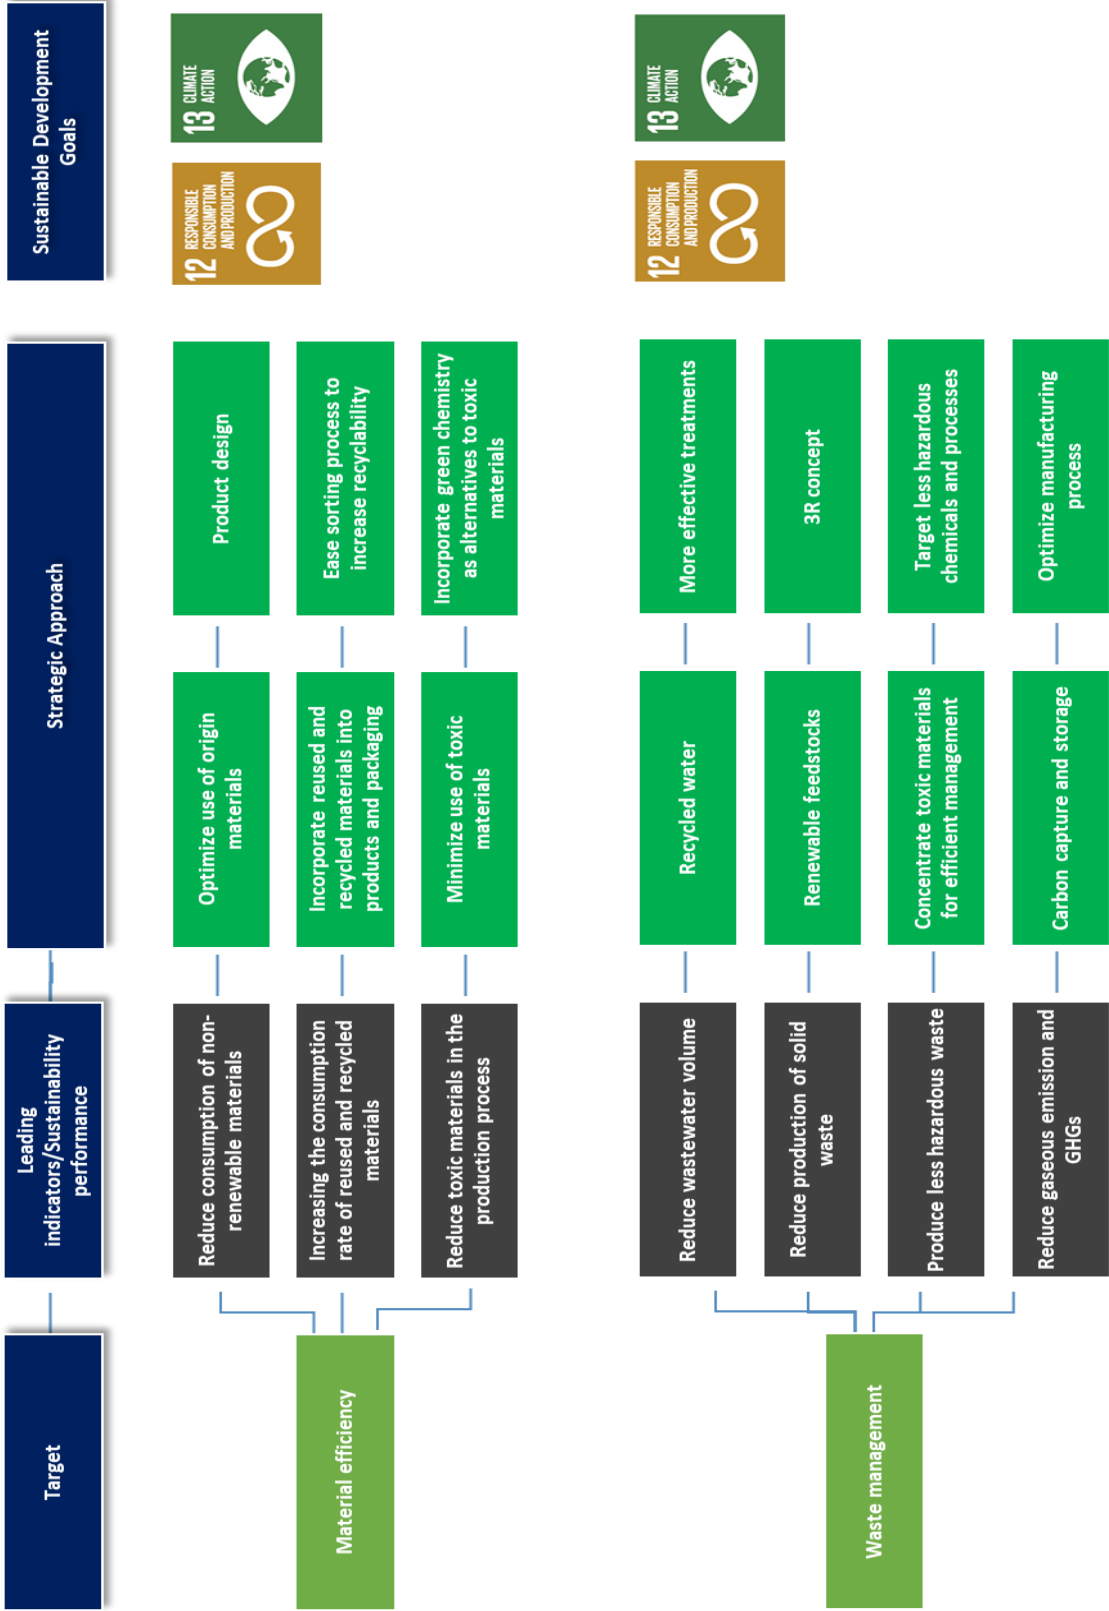 Target
Leading
indicators/Sustainability
performance
Strategic Approach
Sustainable Development
Goals
Material efficiency
Reduce consumption of non-
renewable materials
Optimize use of origin
materials
Product design
Increasing the consumption
rate of reused and recycled
materials
Incorporate reused and
recycled materials into
products and packaging
Ease sorting process to
increase recyclability
Reduce toxic materials in the
production process
Minimize use of toxic
materials
Incorporate green chemistry
as alternatives to toxic
materials
12 RESPONSIBLE
CONSUMPTION
AND PRODUCTION
13 CLIMATE
ACTION
Waste management
Reduce wastewater volume
Recycled water
More effective treatments
Reduce production of solid
waste
Renewable feedstocks
3R concept
Produce less hazardous waste
Concentrate toxic materials
for efficient management
Target less hazardous
chemicals and processes
Reduce gaseous emission and
GHGs
Carbon capture and storage
Optimize manufacturing
process
12 RESPONSIBLE
CONSUMPTION
AND PRODUCTION
13 CLIMATE
ACTION